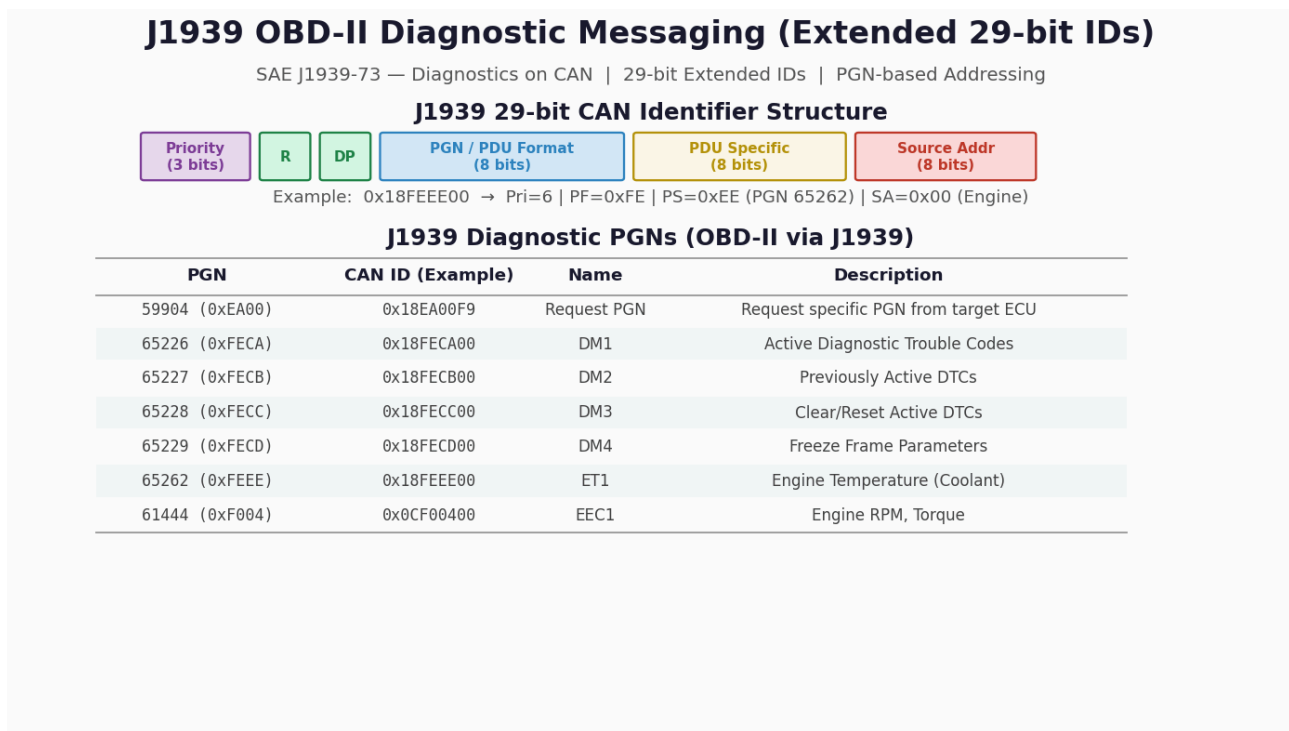 J1939 OBD-II Diagnostic Messaging (Extended 29-bit IDs)
SAE J1939-73 — Diagnostics on CAN | 29-bit Extended IDs | PGN-based Addressing
J1939 29-bit CAN Identifier Structure
Priority (3 bits) R DP PGN / PDU Format (8 bits) PDU Specific (8 bits) Source Addr (8 bits)
Example: 0x18FEEE00 → Pri=6 | PF=0xFE | PS=0xEE (PGN 65262) | SA=0x00 (Engine)
J1939 Diagnostic PGNs (OBD-II via J1939)
PGN CAN ID (Example) Name Description
59904 (0xEA00) 0x18EA00F9 Request PGN Request specific PGN from target ECU
65226 (0xFECA) 0x18FECA00 DM1 Active Diagnostic Trouble Codes
65227 (0xFECB) 0x18FECB00 DM2 Previously Active DTCs
65228 (0xFECC) 0x18FECC00 DM3 Clear/Reset Active DTCs
65229 (0xFECD) 0x18FECD00 DM4 Freeze Frame Parameters
65262 (0xFEEE) 0x18FEEE00 ET1 Engine Temperature (Coolant)
61444 (0xF004) 0x0CF00400 EEC1 Engine RPM, Torque